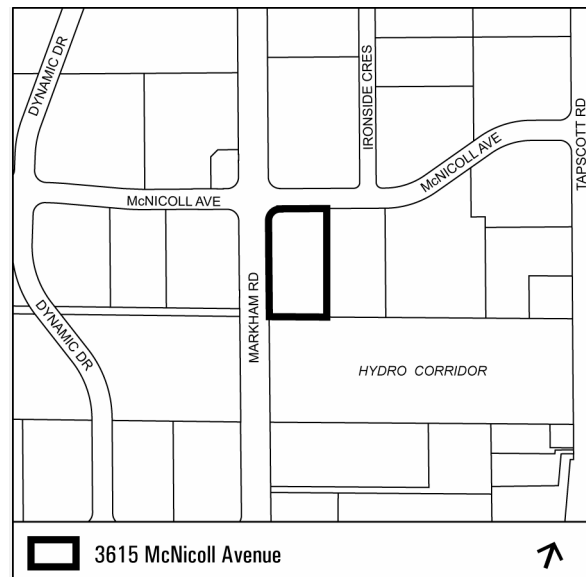 DYNAMIC DR
IRONSIDE CRES
TAPSCOTT RD
McNICOLL AVE
McNICOLL AVE
MARKHAM RD
DYNAMIC DR
HYDRO CORRIDOR
3615 McNicoll Avenue